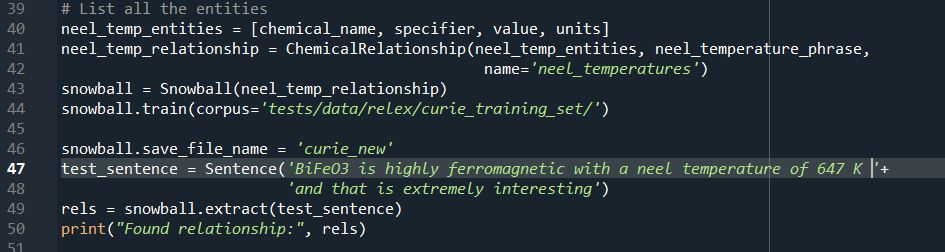 39 # List all the entities
40 neel_temp_entities = [chemical_name, specifier, value, units]
41 neel_temp_relationship = ChemicalRelationship(neel_temp_entities, neel_temperature_phrase,
42 name='neel_temperatures')
43 snowball = Snowball(neel_temp_relationship)
44 snowball.train(corpus='tests/data/relex/curie_training_set/')
45
46 snowball.save_file_name = 'curie_new'
47 test_sentence = Sentence('BiFeO3 is highly ferromagnetic with a neel temperature of 647 K '+
48 'and that is extremely interesting')
49 rels = snowball.extract(test_sentence)
50 print("Found relationship:", rels)
51